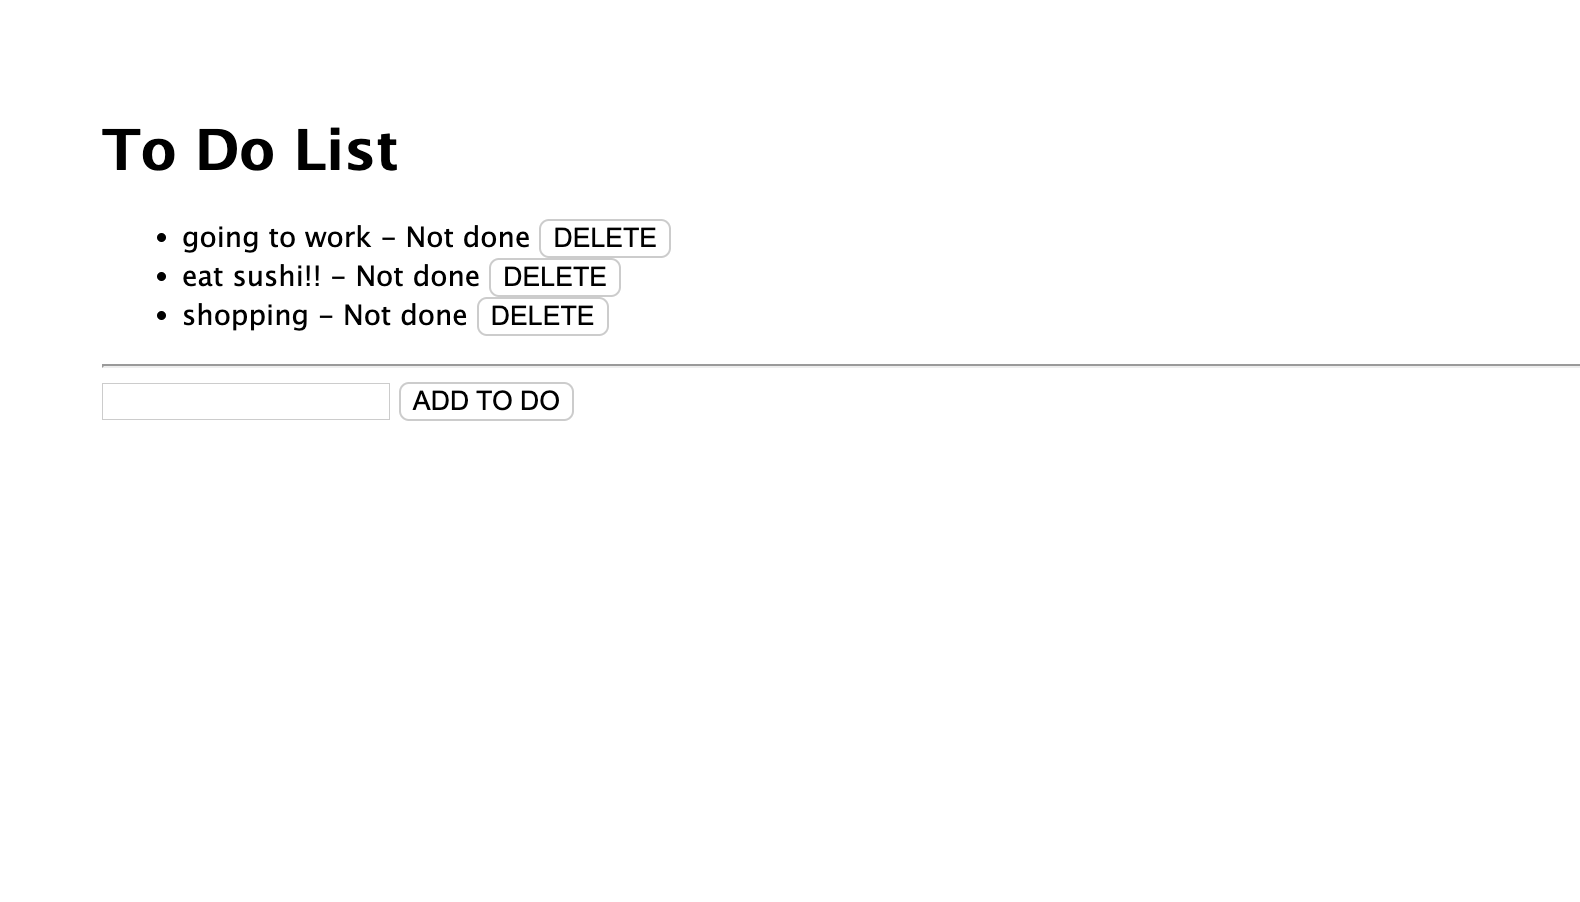 To Do List
going to work - Not done DELETE
eat sushi!! - Not done DELETE
shopping - Not done DELETE
ADD TO DO